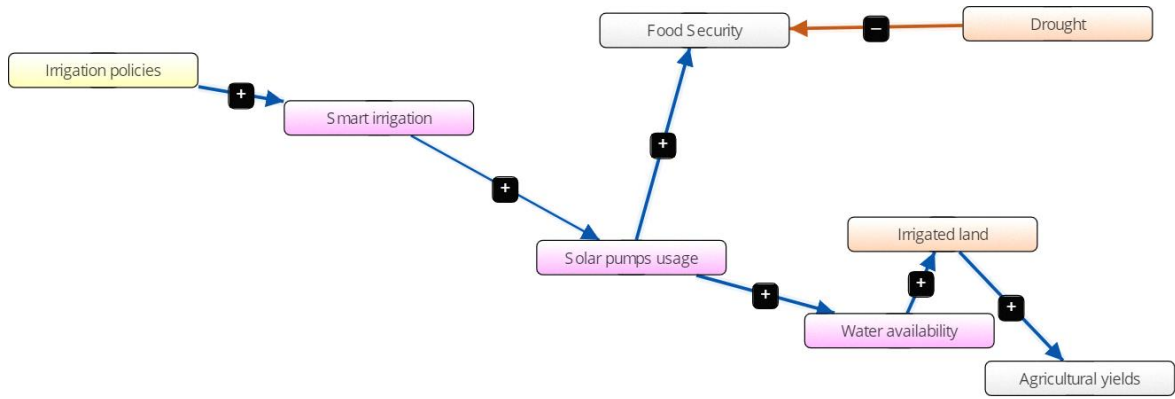 Food Security
–
Drought
Irrigation policies
+
Smart irrigation
+
+
Solar pumps usage
Irrigated land
+
+
+
Water availability
Agricultural yields